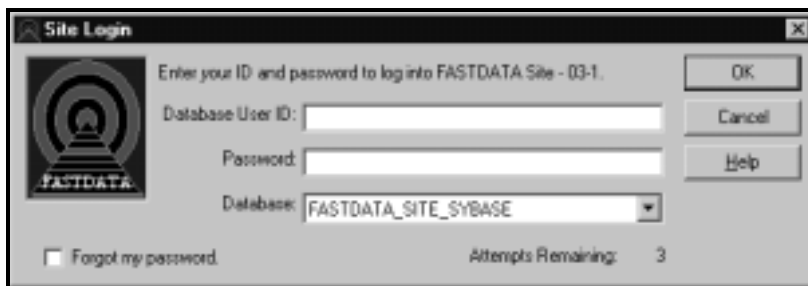 Site Login
Enter your ID and password to log into FASTDATA Site - 03-1.
OK
Database User ID:
Cancel
Password:
Help
FASTDATA
Database: FASTDATA_SITE_SYBASE
Forgot my password.
Attempts Remaining: 3